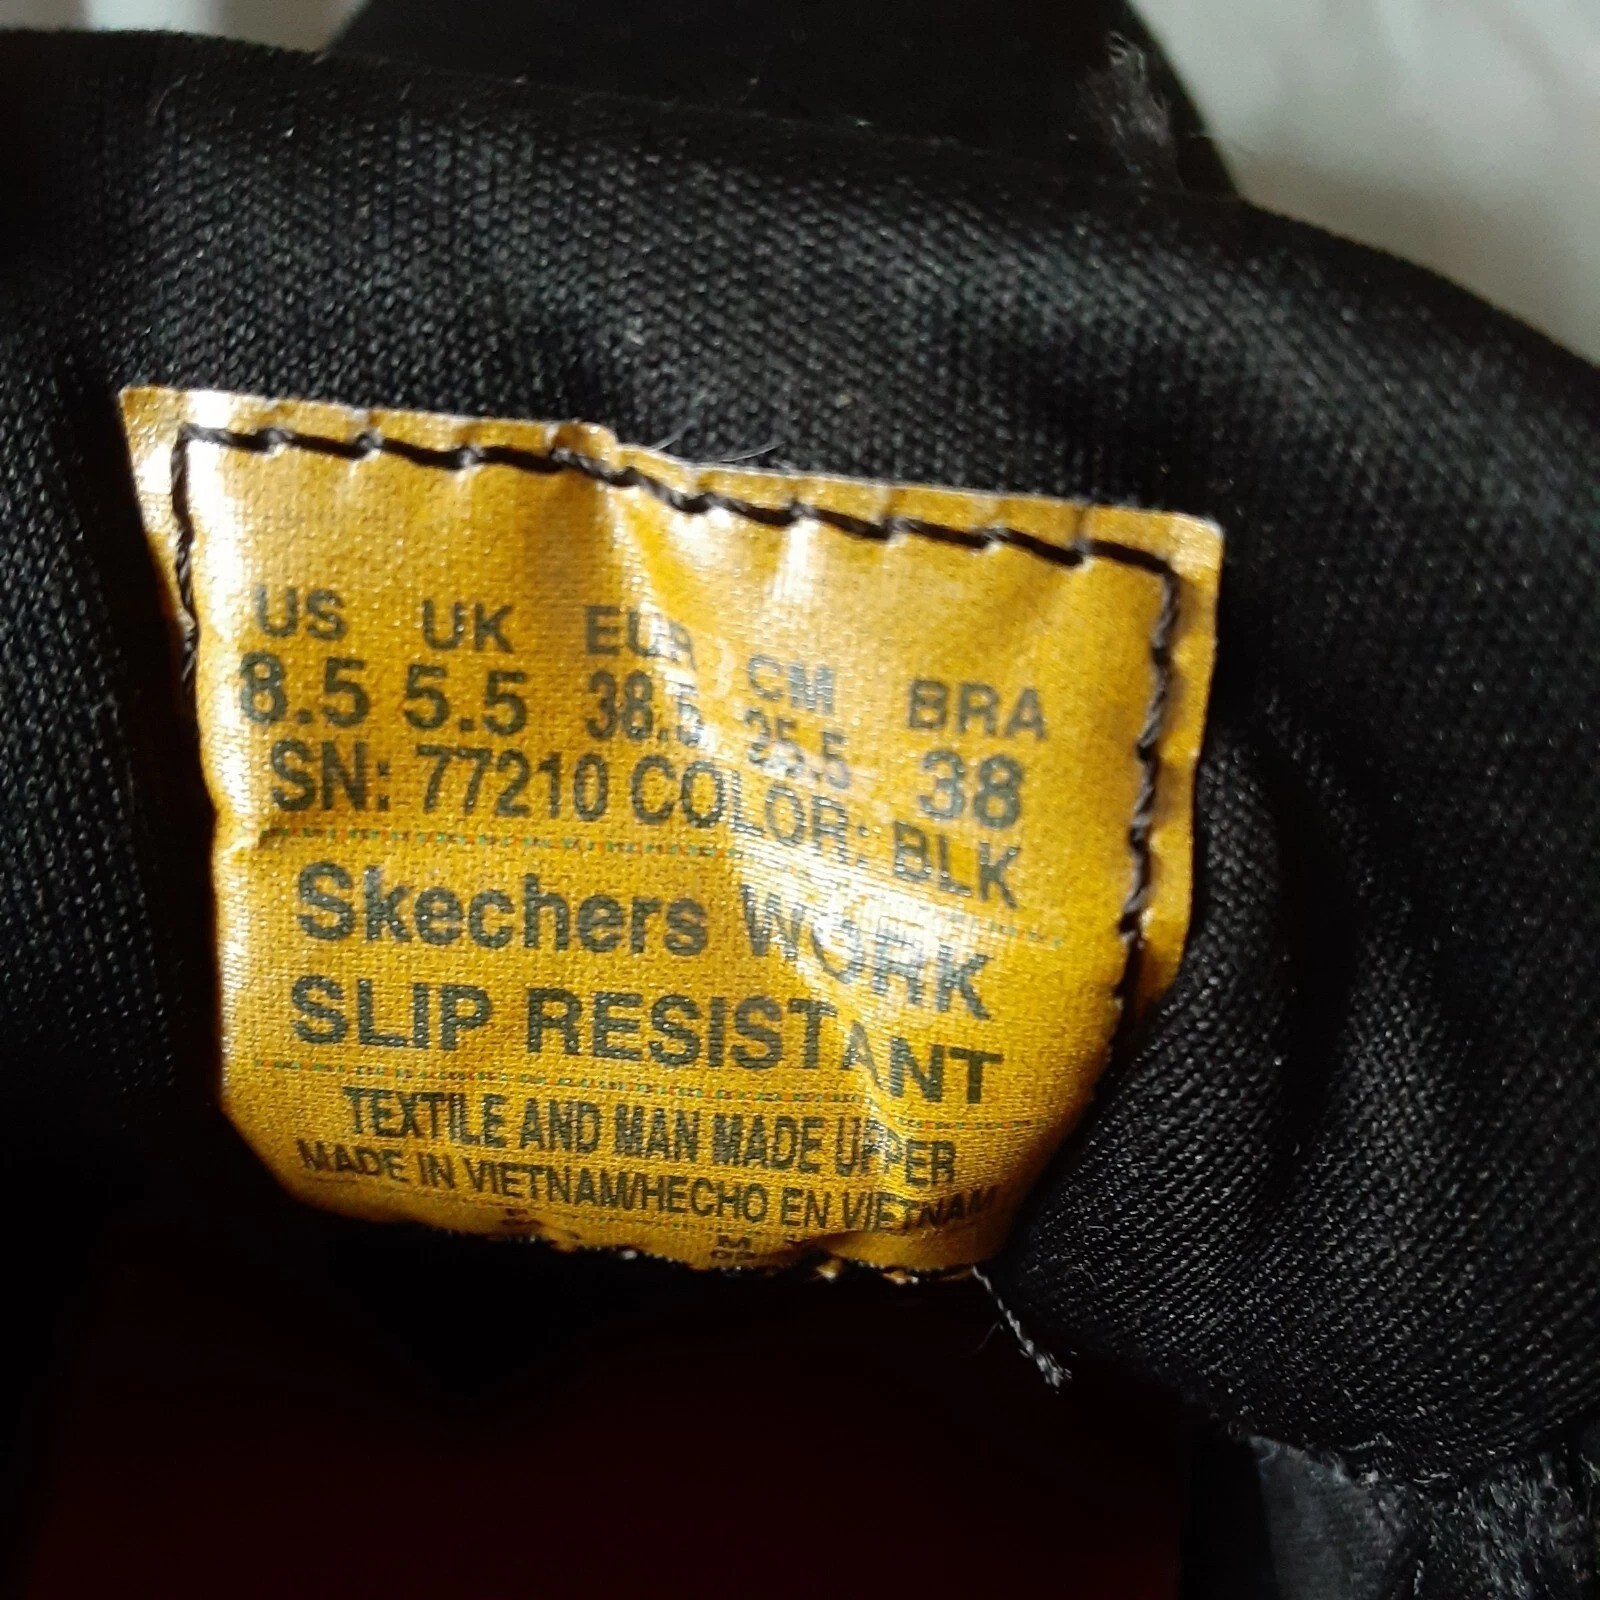 US UK EUR CM BRA
8.5 5.5 38.5 25.5 38
SN: 77210 COLOR: BLK
Skechers WORK
SLIP RESISTANT
TEXTILE AND MAN MADE UPPER
MADE IN VIETNAM/HECHO EN VIETNAM